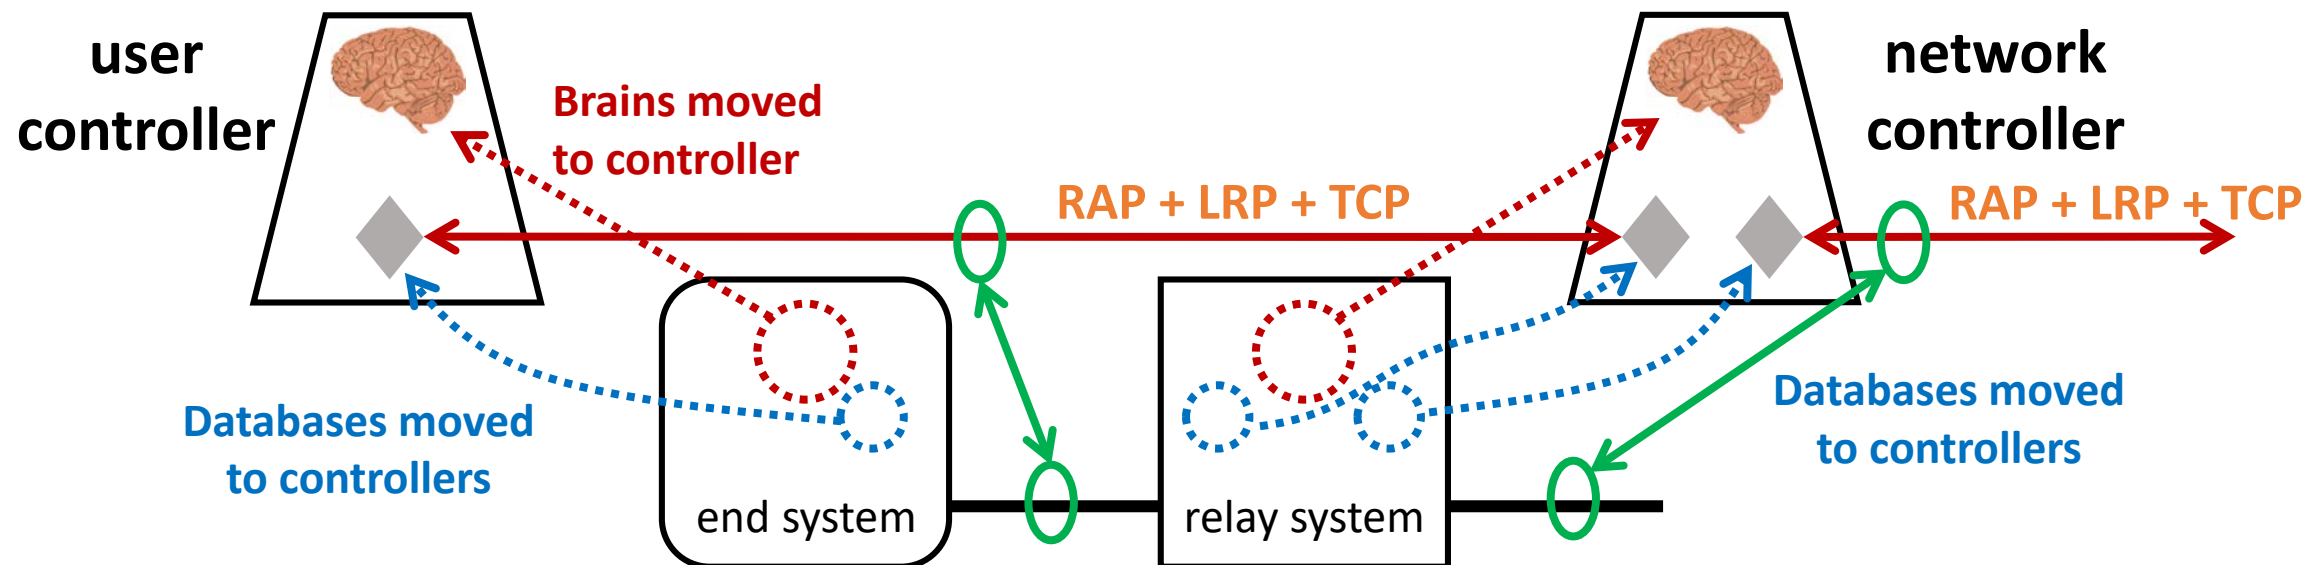 user
controller
Brains moved
to controller
RAP + LRP + TCP
network
controller
RAP + LRP + TCP
Databases moved
to controllers
end system
relay system
Databases moved
to controllers